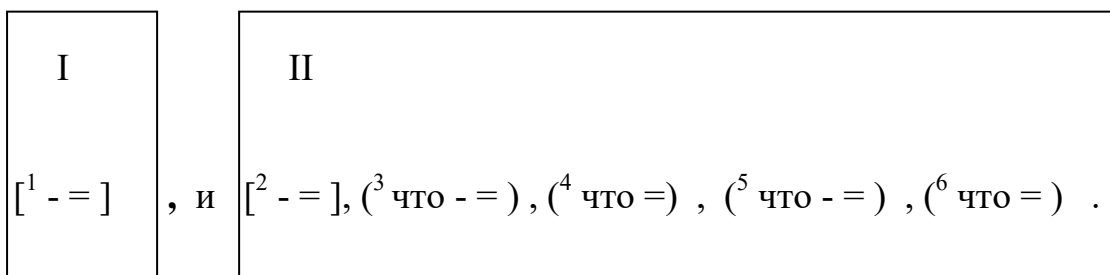 I II
[1 - = ] , и [2 - = ], (3 что - = ) , (4 что =) , (5 что - = ) , (6 что = ) .